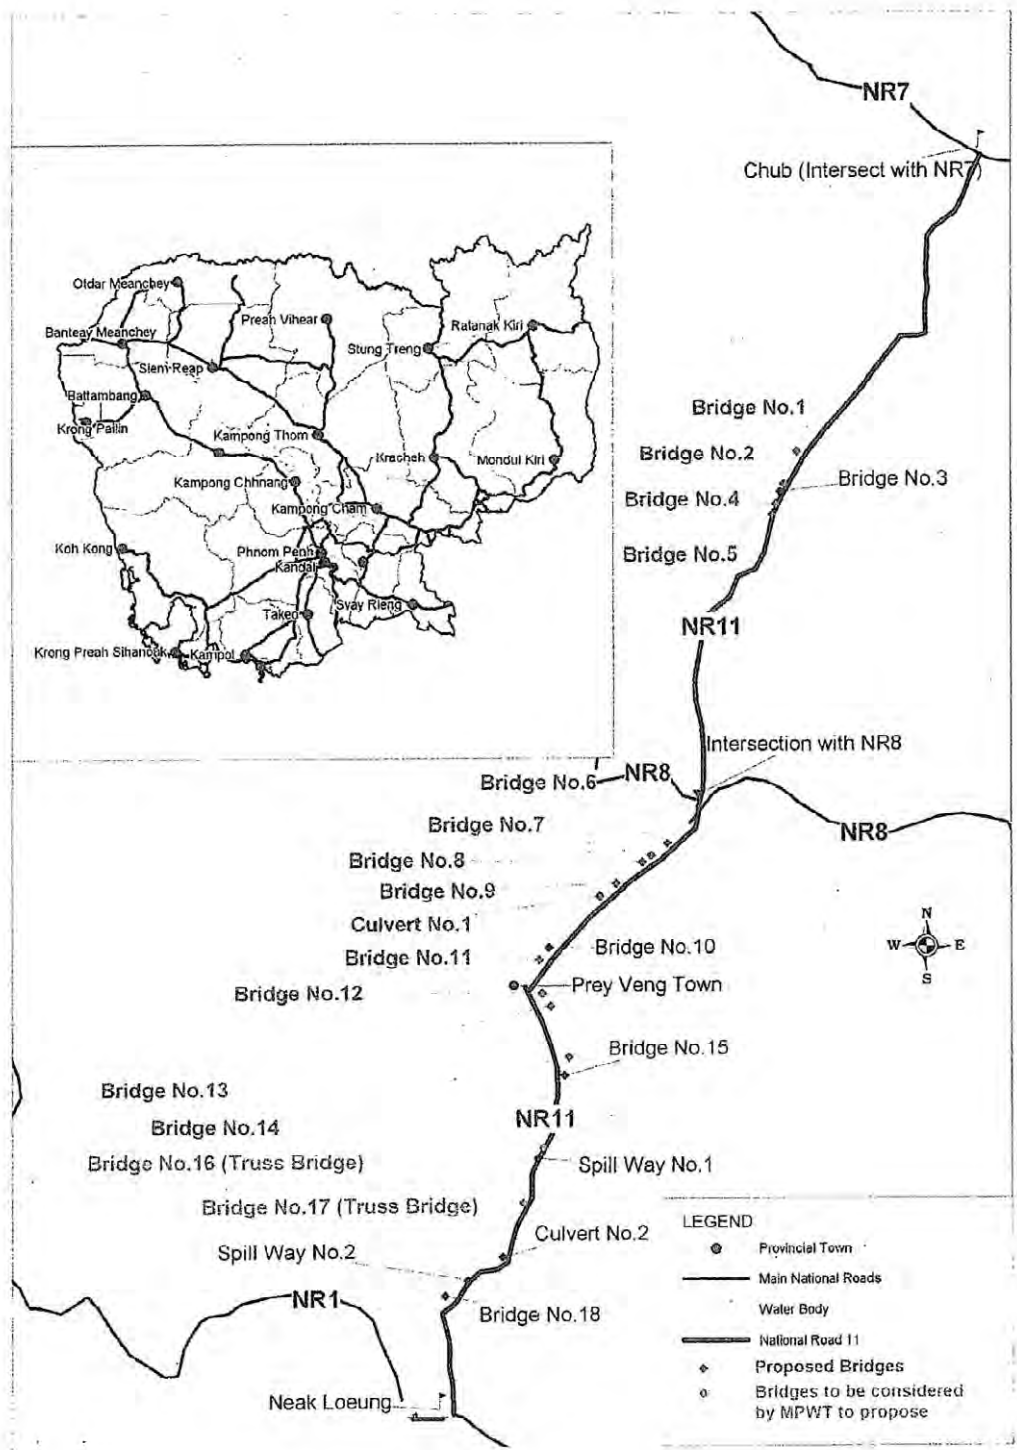 NR7
Chub (Intersect with NR7)
Otdar Meanchey
Banteay Meanchey
Preah Vihear
Ratanak Kiri
Stung Treng
Siem Reap
Battambang
Krong Pailin
Kampong Thom
Kracheh
Mondul Kiri
Kampong Chhnang
Kampong Cham
Koh Kong
Phnom Penh
Kandal
Takeo
Svay Rieng
Krong Preah Sihanouk
Kampot
Bridge No.1
Bridge No.2
Bridge No.3
Bridge No.4
Bridge No.5
NR11
Intersection with NR8
Bridge No.6
NR8
Bridge No.7
NR8
Bridge No.8
Bridge No.9
Culvert No.1
Bridge No.10
Bridge No.11
Prey Veng Town
Bridge No.12
N
W
E
S
Bridge No.15
Bridge No.13
NR11
Bridge No.14
Bridge No.16 (Truss Bridge)
Spill Way No.1
Bridge No.17 (Truss Bridge)
Culvert No.2
Spill Way No.2
NR1
Bridge No.18
Neak Loeung
LEGEND
Provincial Town
Main National Roads
Water Body
National Road 11
Proposed Bridges
Bridges to be considered
by MPWT to propose